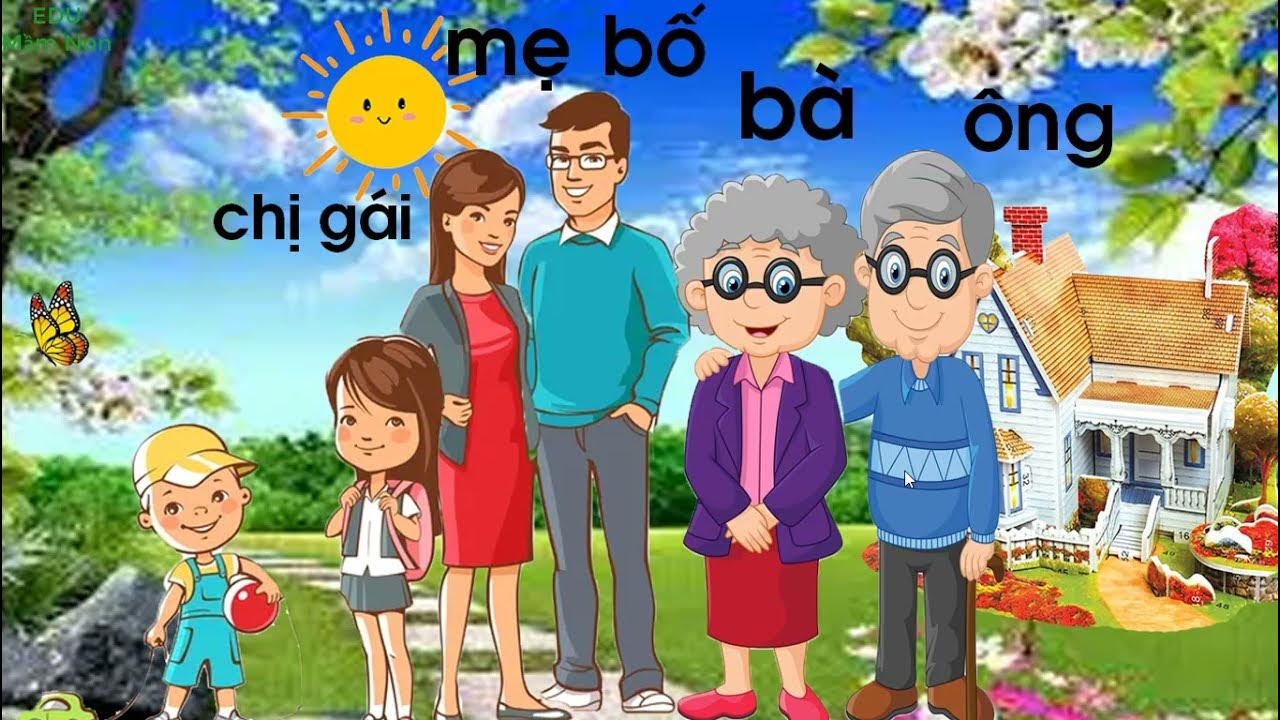 EDU
Mầm Non
mẹ bố
bà
ông
chị gái